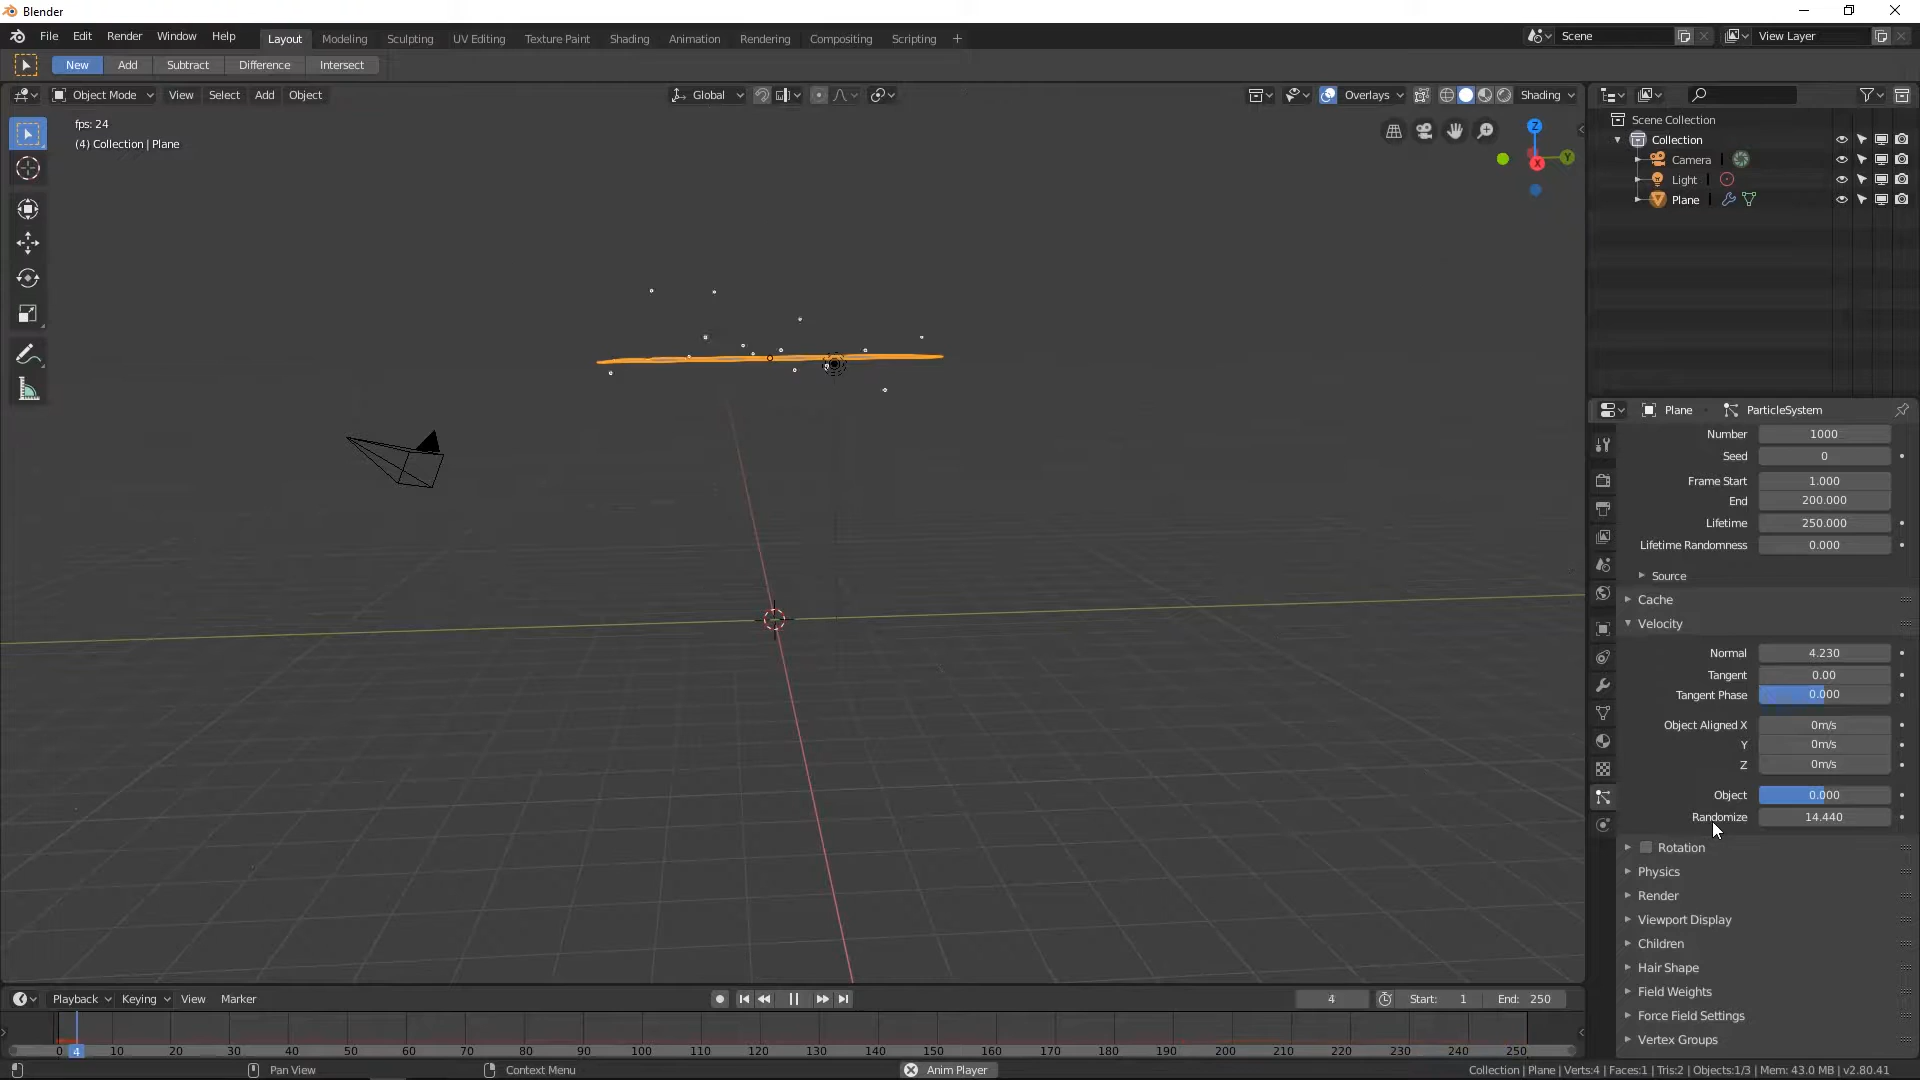 Blender
File Edit Render Window Help
Layout Modeling Sculpting UV Editing Texture Paint Shading Animation Rendering Compositing Scripting +
Scene
View Layer
New Add Subtract Difference Intersect
Object Mode View Select Add Object
Global
Overlays Shading
fps: 24
(4) Collection | Plane
Z
Y
X
Scene Collection
Collection
Camera
Light
Plane
Plane ParticleSystem
Number 1000
Seed 0
Frame Start 1.000
End 200.000
Lifetime 250.000
Lifetime Randomness 0.000
Source
Cache
Velocity
Normal 4.230
Tangent 0.00
Tangent Phase 0.000
Object Aligned X 0m/s
Y 0m/s
Z 0m/s
Object 0.000
Randomize 14.440
Rotation
Physics
Render
Viewport Display
Children
Hair Shape
Field Weights
Force Field Settings
Vertex Groups
Playback Keying View Marker
4 Start: 1 End: 250
0 4 10 20 30 40 50 60 70 80 90 100 110 120 130 140 150 160 170 180 190 200 210 220 230 240 250
Pan View Context Menu Anim Player Collection | Plane | Verts:4 | Faces:1 | Tris:2 | Objects:1/3 | Mem: 43.0 MB | v2.80.41